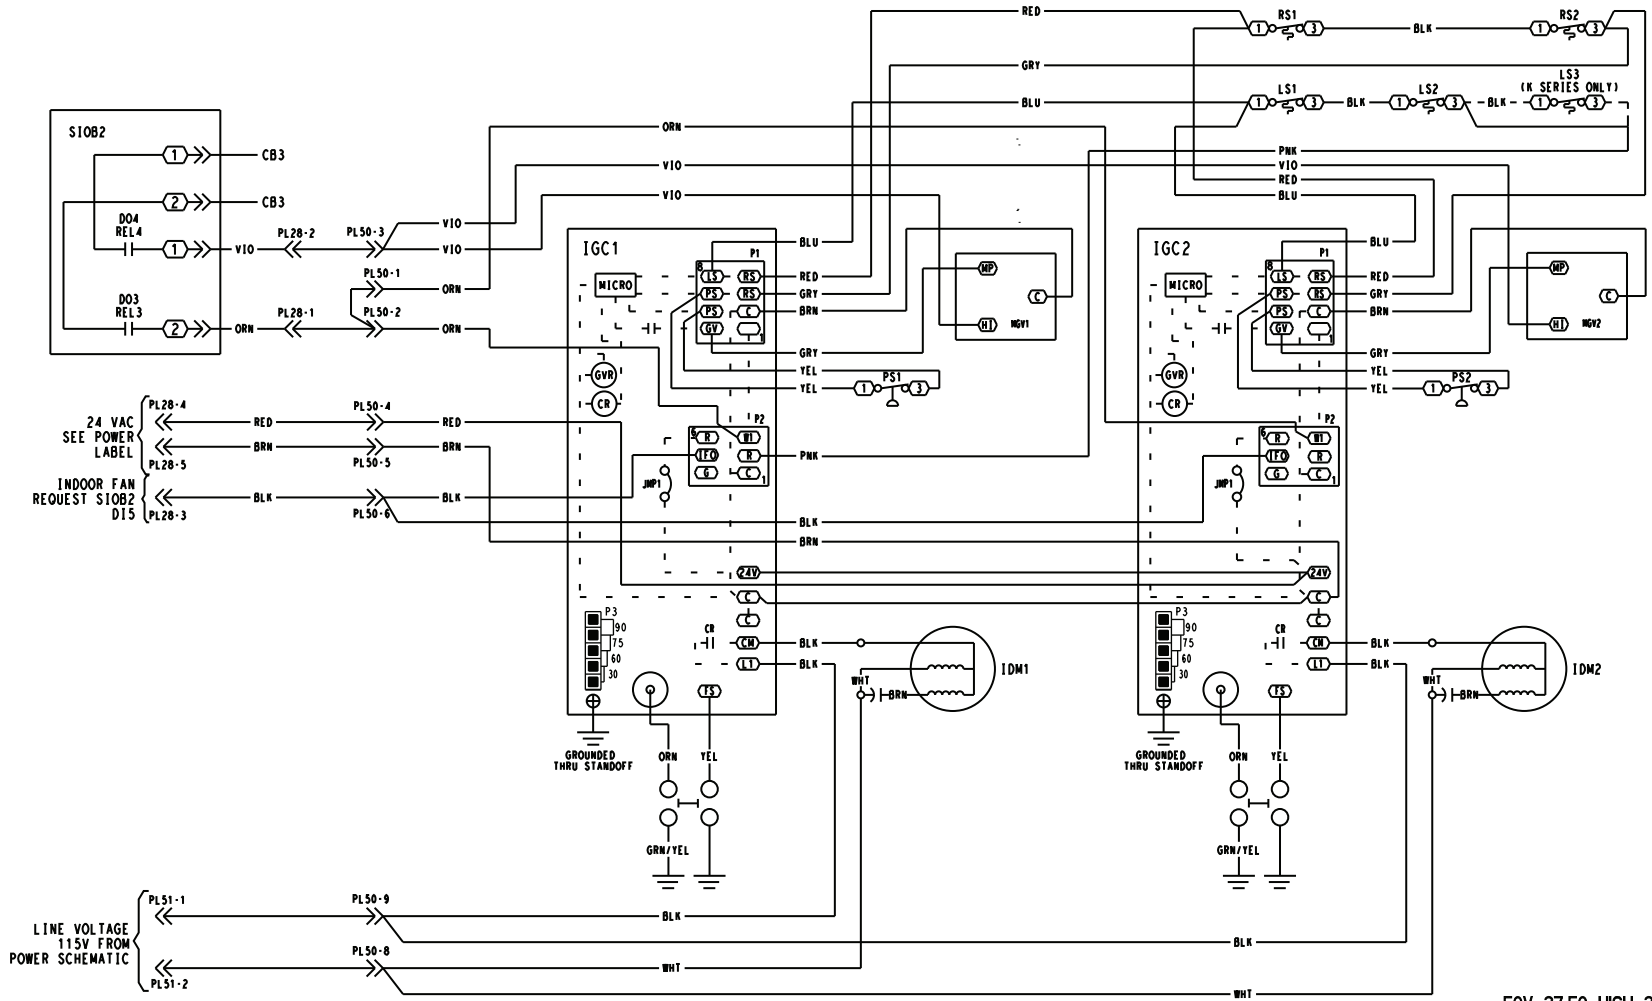 RED
RS1
RS2
1 3
BLK
1 3
GRY
LS3
(K SERIES ONLY)
LS1
LS2
BLU
1 3
BLK
1 3
BLK
1 3
ORN
SIOB2
1
CB3
PNK
VIO
VIO
RED
2
CB3
VIO
BLU
DO4
REL4
PL28-2
PL50-3
VIO
1
VIO
VIO
BLU
BLU
IGC1
P1
IGC2
P1
8
LS
RS
RED
MP
8
LS
RS
RED
MP
PL50-1
ORN
MICRO
PS
RS
GRY
C
MICRO
PS
RS
GRY
C
DO3
REL3
PL28-1
PL50-2
PS
C
BRN
PS
C
BRN
2
ORN
ORN
GV
1
HI
MGV1
GV
1
HI
MGV2
GRY
GRY
GVR
YEL
PS1
GVR
YEL
PS2
YEL
1 3
YEL
1 3
CR
CR
PL28-4
PL50-4
24 VAC
SEE POWER
LABEL
RED
RED
P2
P2
BRN
BRN
6
R
W1
6
R
W1
PL28-5
PL50-5
IFO
R
PNK
IFO
R
G
C
1
G
C
1
INDOOR FAN
REQUEST SIOB2
DI5
JMP1
JMP1
BLK
BLK
PL28-3
PL50-6
BLK
BRN
24V
24V
C
C
P3
C
P3
C
90
90
75
CR
CM
BLK
75
CR
CM
BLK
60
L1
BLK
60
L1
BLK
30
30
IDM1
IDM2
WHT
WHT
FS
BRN
FS
BRN
GROUNDED
THRU STANDOFF
ORN
YEL
GROUNDED
THRU STANDOFF
ORN
YEL
GRN/YEL
GRN/YEL
PL51-1
PL50-9
BLK
LINE VOLTAGE
115V FROM
POWER SCHEMATIC
BLK
PL50-8
WHT
PL51-2
WHT